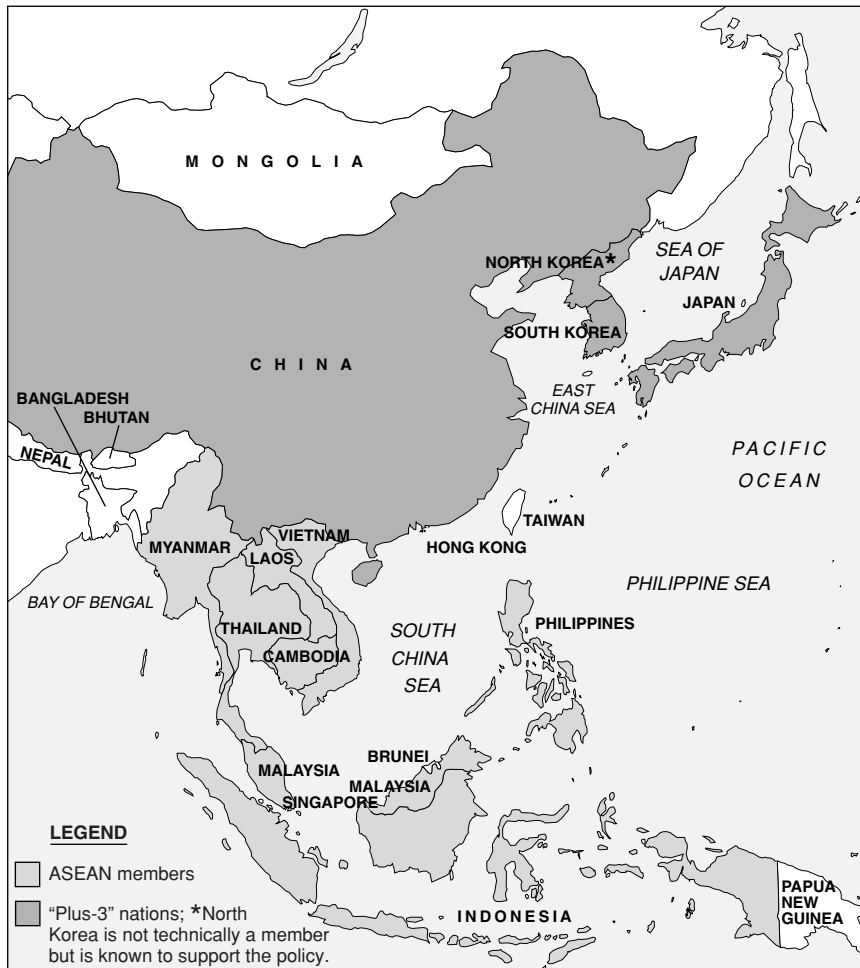 MONGOLIA
NORTH KOREA*
SEA OF
JAPAN
JAPAN
SOUTH KOREA
CHINA
EAST
CHINA SEA
BANGLADESH
BHUTAN
NEPAL
PACIFIC
OCEAN
TAIWAN
VIETNAM
HONG KONG
MYANMAR
LAOS
BAY OF BENGAL
PHILIPPINE SEA
THAILAND
SOUTH
CHINA
SEA
PHILIPPINES
CAMBODIA
BRUNEI
MALAYSIA
MALAYSIA
SINGAPORE
LEGEND
ASEAN members
“Plus-3” nations; *North
Korea is not technically a member
but is known to support the policy.
INDONESIA
PAPUA
NEW
GUINEA